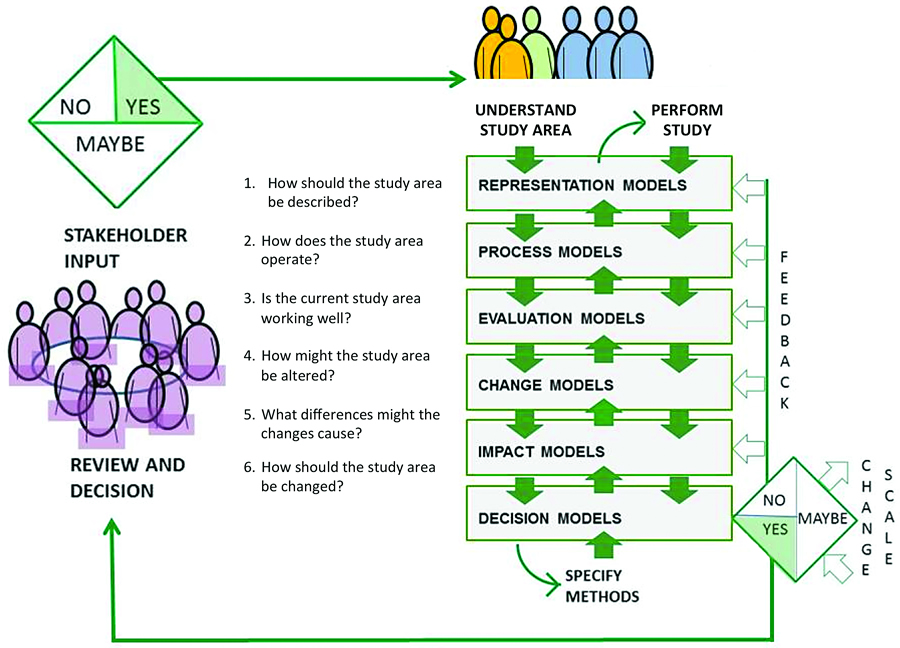 NO
YES
MAYBE
STAKEHOLDER
INPUT
REVIEW AND
DECISION
1. How should the study area
be described?
2. How does the study area
operate?
3. Is the current study area
working well?
4. How might the study area
be altered?
5. What differences might the
changes cause?
6. How should the study area
be changed?
UNDERSTAND
STUDY AREA
PERFORM
STUDY
REPRESENTATION MODELS
PROCESS MODELS
EVALUATION MODELS
CHANGE MODELS
IMPACT MODELS
DECISION MODELS
SPECIFY
METHODS
FEEDBACK
NO
YES
MAYBE
CHANGE
SCALE